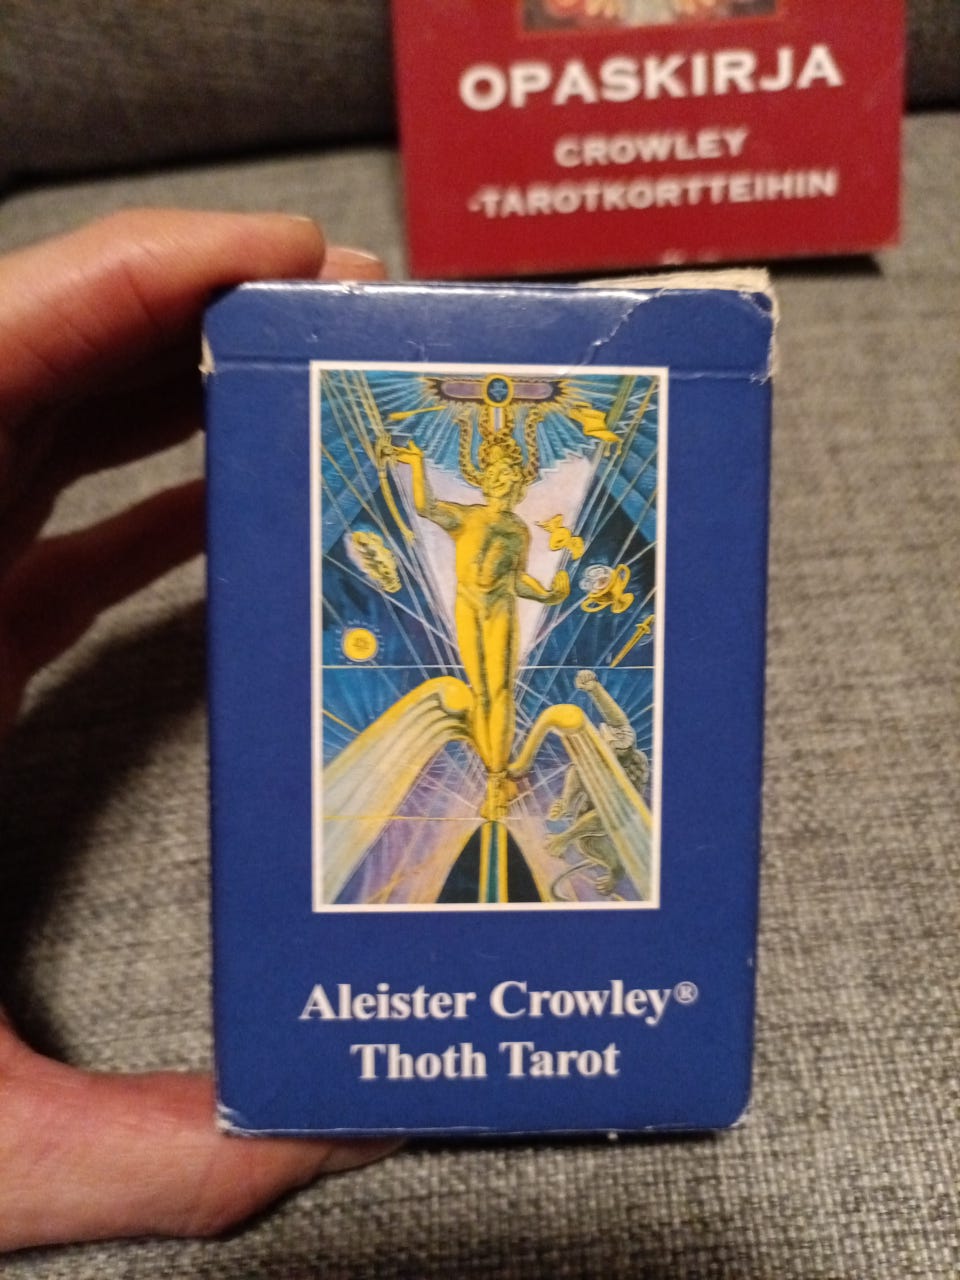 OPASKIRJA
CROWLEY
-TAROTKORTTEIHIN
Aleister Crowley®
Thoth Tarot